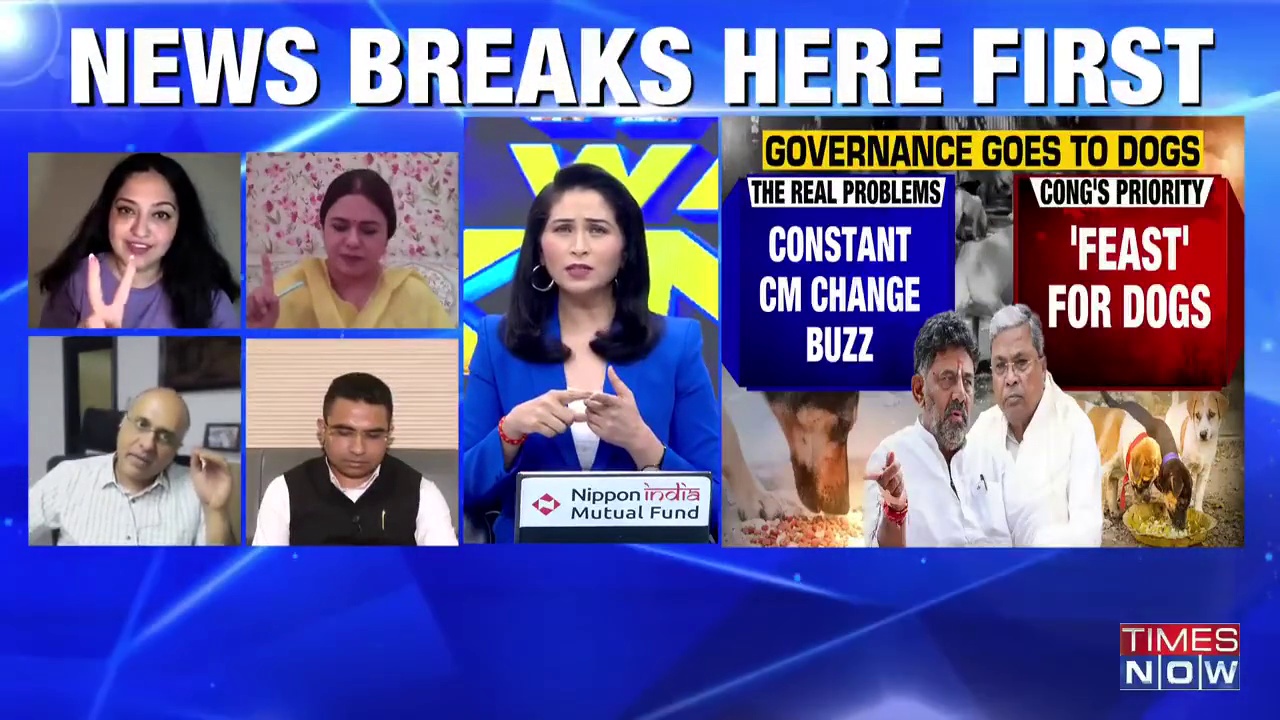 NEWS BREAKS HERE FIRST
GOVERNANCE GOES TO DOGS
THE REAL PROBLEMS
CONSTANT
CM CHANGE
BUZZ
CONG'S PRIORITY
'FEAST'
FOR DOGS
Nippon india
Mutual Fund
TIMES
NOW